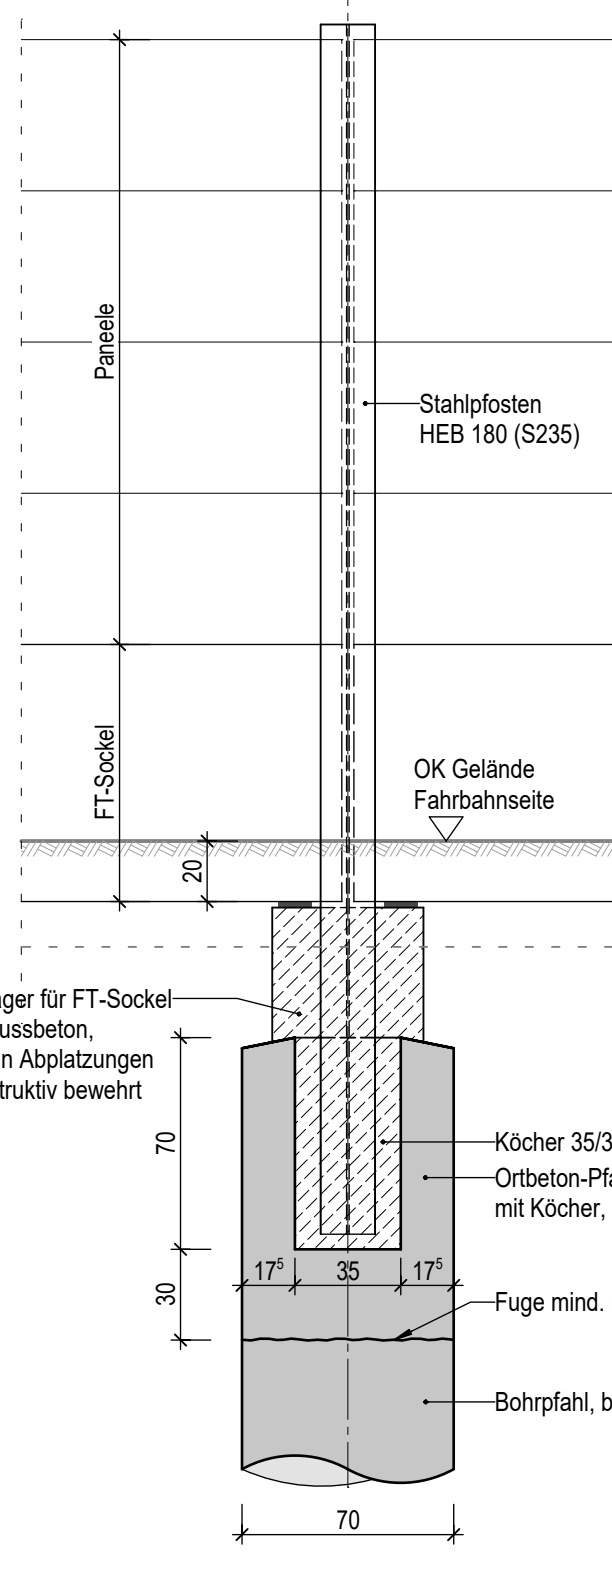 Paneele
Stahlpfosten
HEB 180 (S235)
FT-Sockel
OK Gelände
Fahrbahnseite
20
ager für FT-Sockel
ussbeton,
n Abplatzungen
truktiv bewehrt
70
Köcher 35/3
Ortbeton-Pfa
mit Köcher,
17⁵ 35 17⁵
30
Fuge mind.
Bohrpfahl, b
70